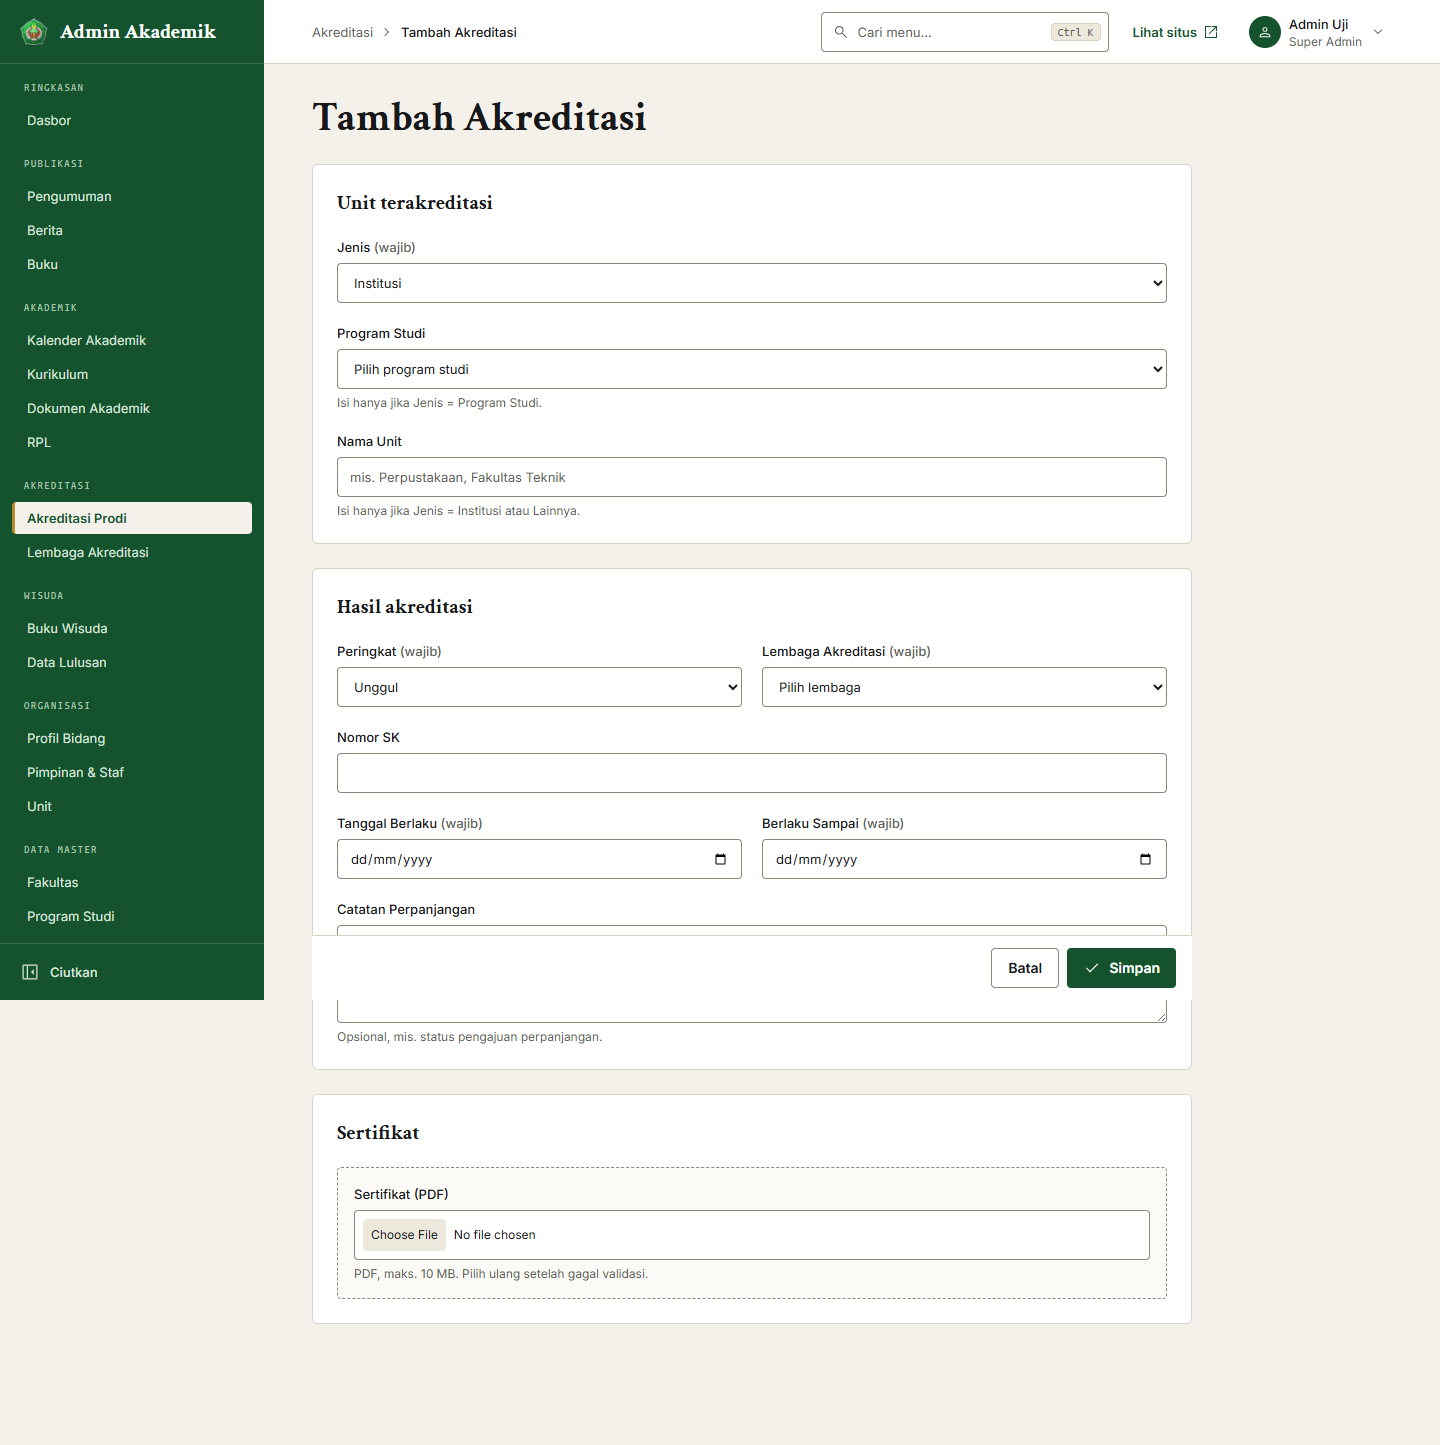 Admin Akademik
Akreditasi > Tambah Akreditasi
Cari menu...
Ctrl K
Lihat situs
Admin Uji
Super Admin
RINGKASAN
Dasbor
PUBLIKASI
Pengumuman
Berita
Buku
AKADEMIK
Kalender Akademik
Kurikulum
Dokumen Akademik
RPL
AKREDITASI
Akreditasi Prodi
Lembaga Akreditasi
WISUDA
Buku Wisuda
Data Lulusan
ORGANISASI
Profil Bidang
Pimpinan & Staf
Unit
DATA MASTER
Fakultas
Program Studi
Ciutkan
Tambah Akreditasi
Unit terakreditasi
Jenis (wajib)
Institusi
Program Studi
Pilih program studi
Isi hanya jika Jenis = Program Studi.
Nama Unit
mis. Perpustakaan, Fakultas Teknik
Isi hanya jika Jenis = Institusi atau Lainnya.
Hasil akreditasi
Peringkat (wajib)
Unggul
Lembaga Akreditasi (wajib)
Pilih lembaga
Nomor SK
Tanggal Berlaku (wajib)
dd/mm/yyyy
Berlaku Sampai (wajib)
dd/mm/yyyy
Catatan Perpanjangan
Batal
Simpan
Opsional, mis. status pengajuan perpanjangan.
Sertifikat
Sertifikat (PDF)
Choose File No file chosen
PDF, maks. 10 MB. Pilih ulang setelah gagal validasi.